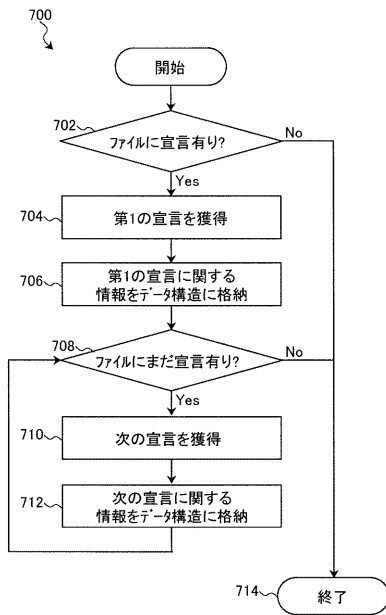 700
開始
702
ファイルに宣言有り?
No
Yes
704
第1の宣言を獲得
706
第1の宣言に関する
情報をデータ構造に格納
708
ファイルにまだ宣言有り?
No
Yes
710
次の宣言を獲得
712
次の宣言に関する
情報をデータ構造に格納
714
終了